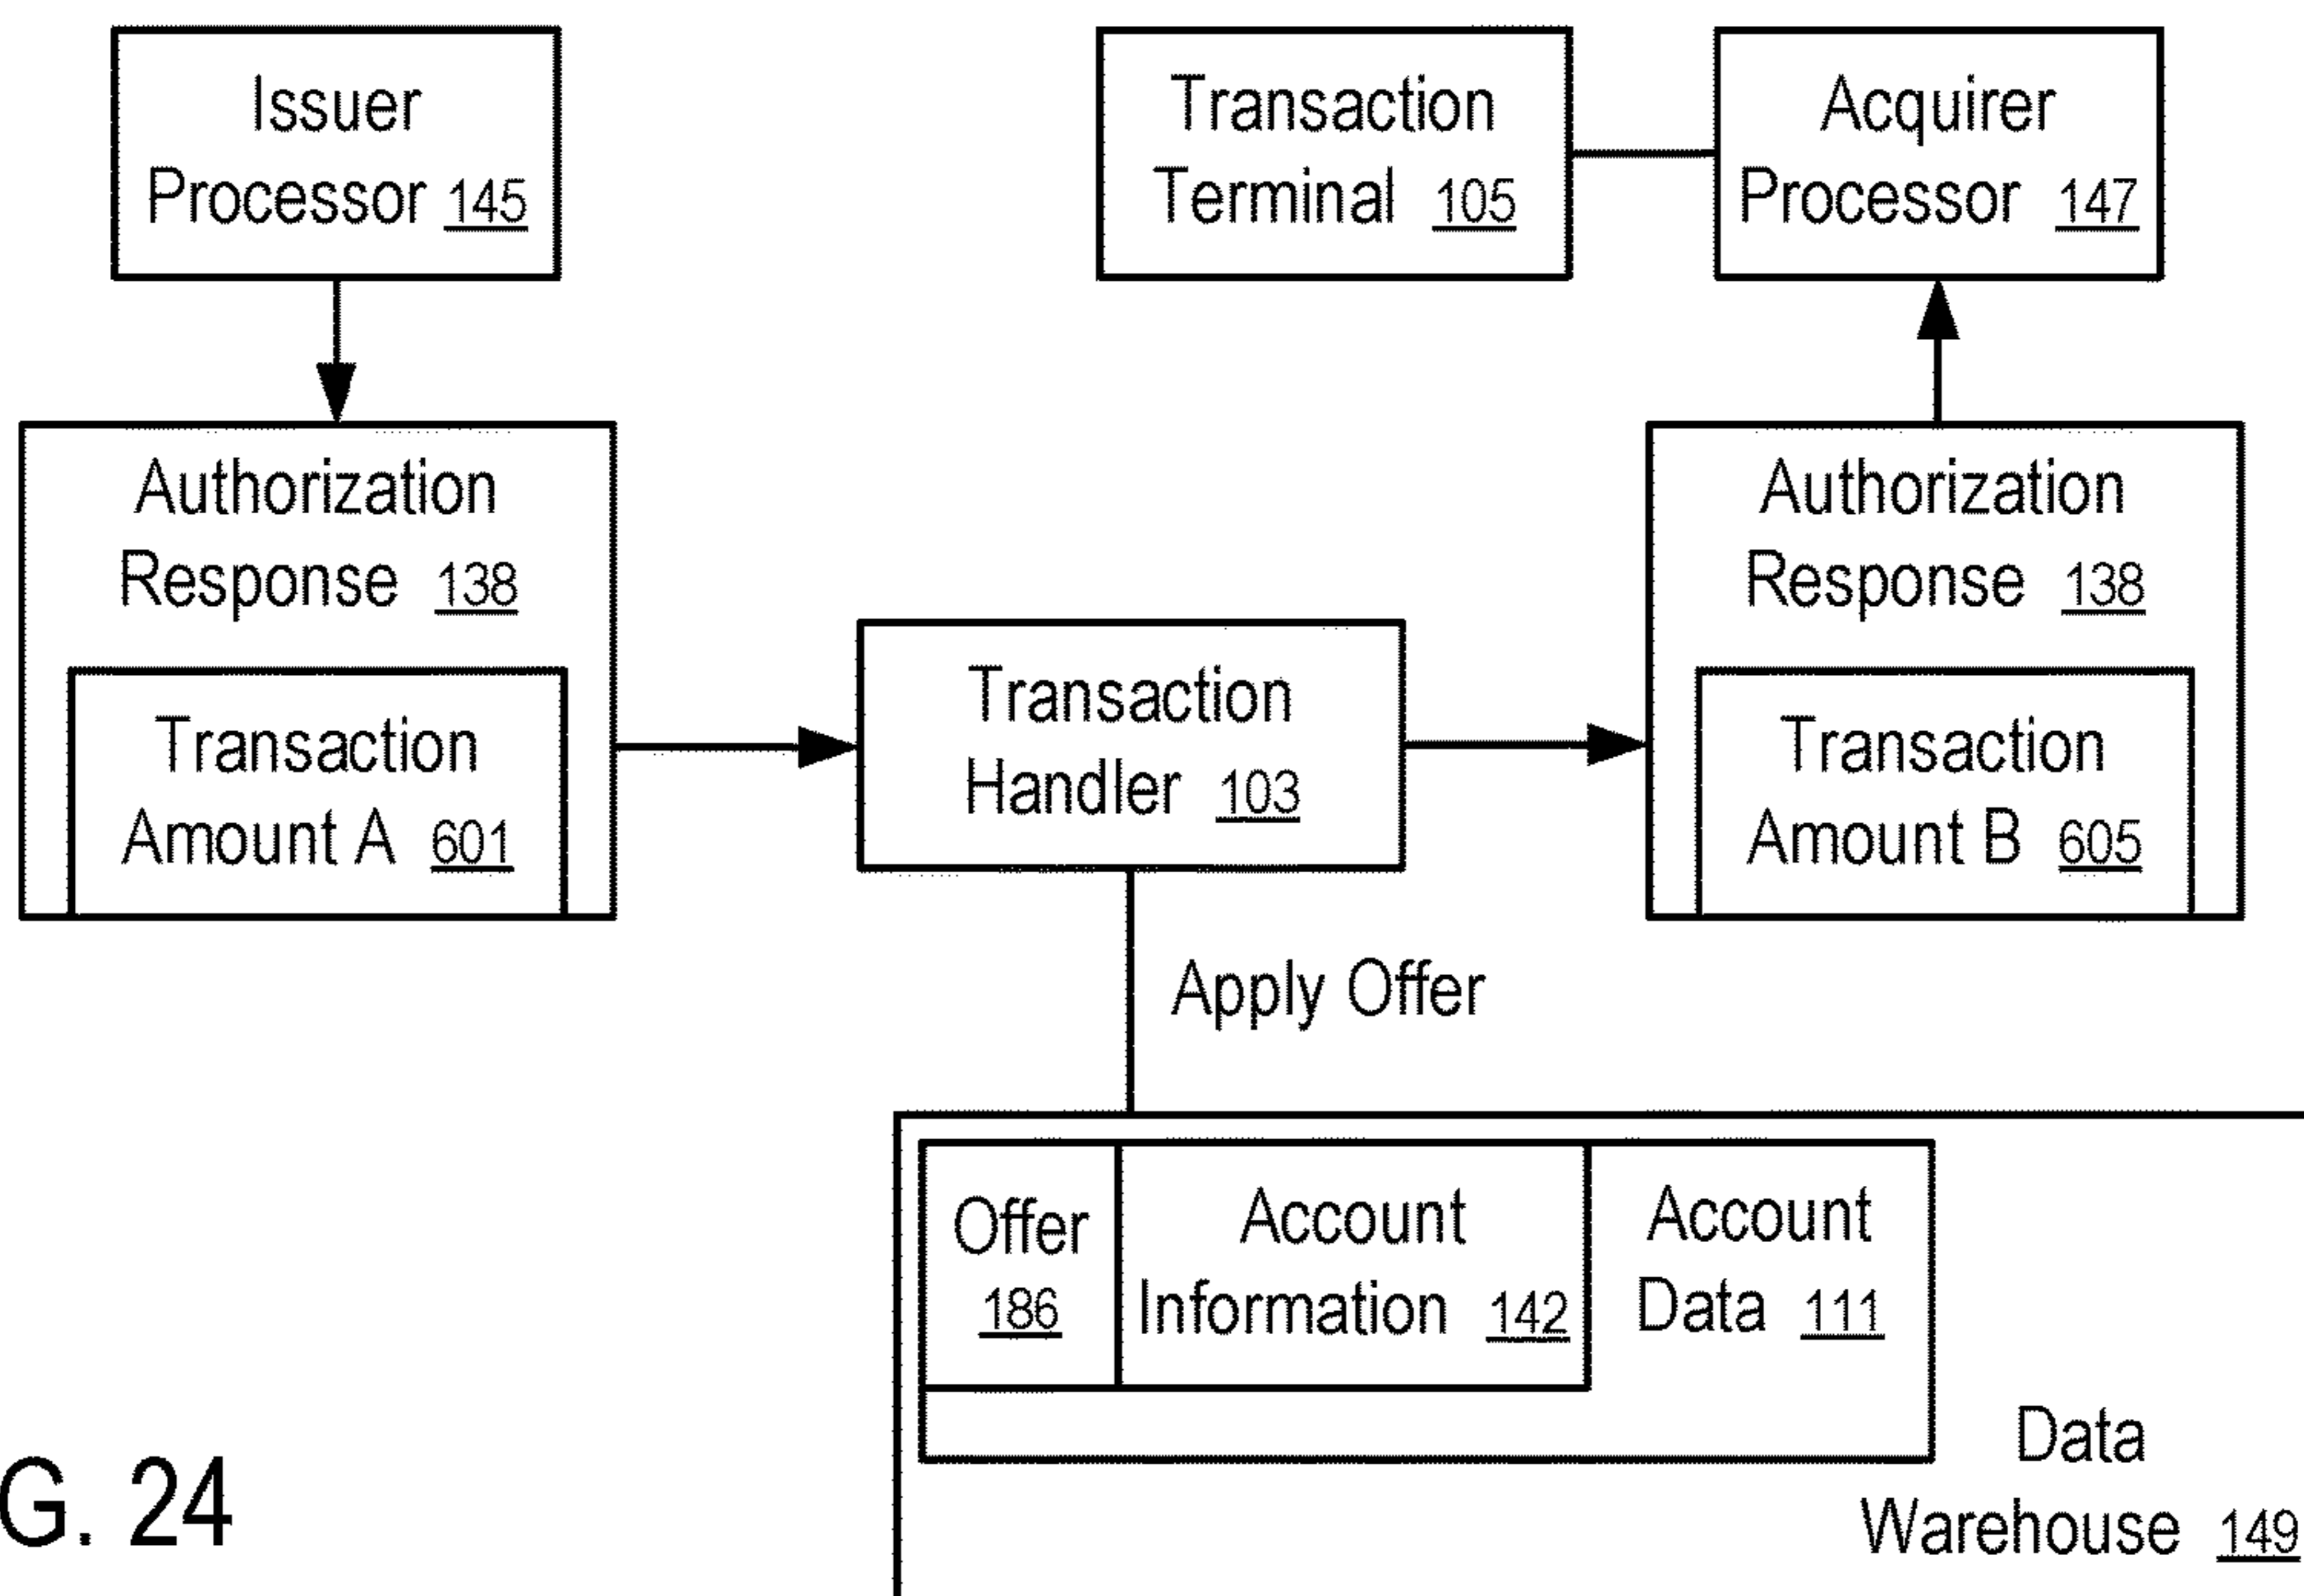 Issuer
Processor 145
Transaction
Terminal 105
Acquirer
Processor 147
Authorization
Response 138
Transaction
Amount A 601
Transaction
Handler 103
Authorization
Response 138
Transaction
Amount B 605
Apply Offer
Offer
186
Account
Information 142
Account
Data 111
Data
Warehouse 149
G. 24